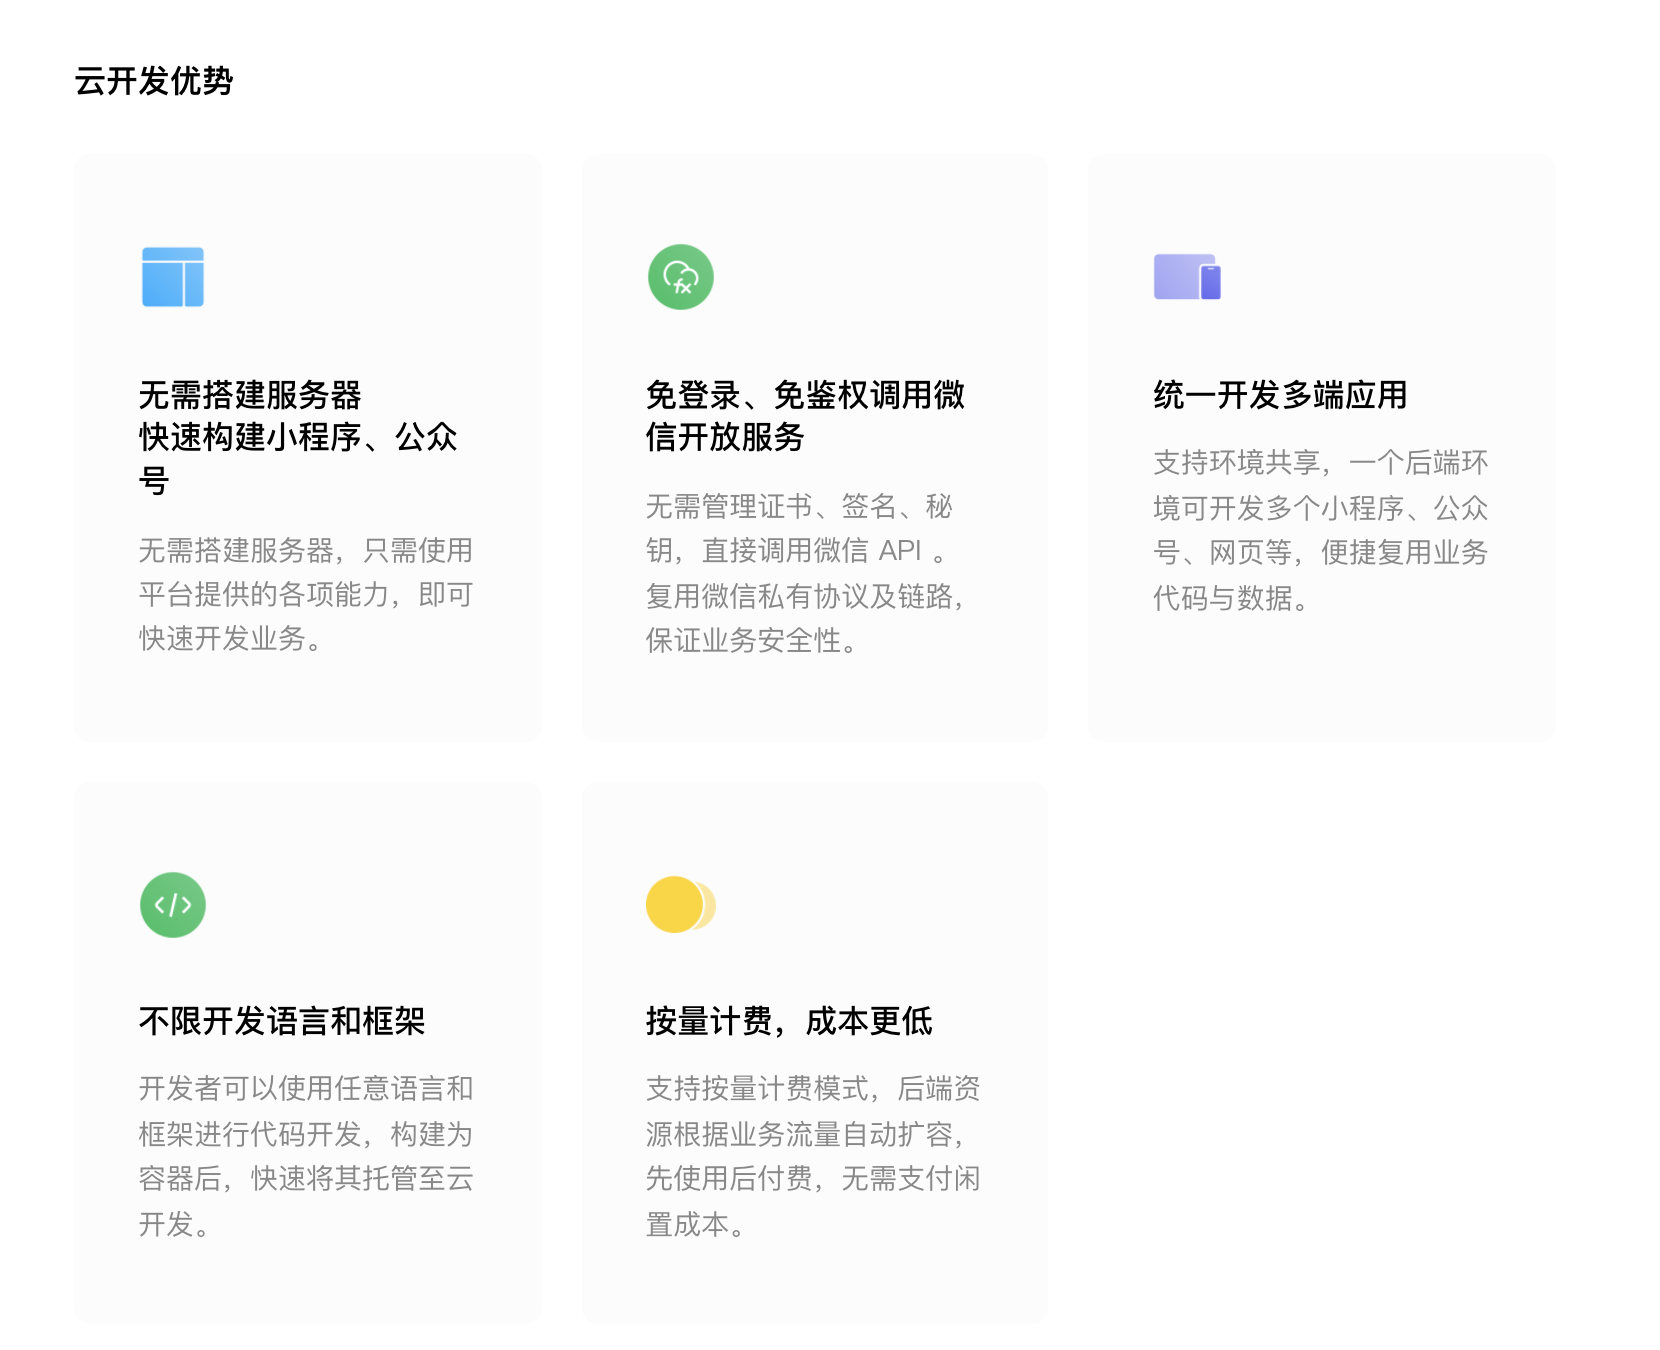 云开发优势
无需搭建服务器
快速构建小程序、公众
号
无需搭建服务器，只需使用
平台提供的各项能力，即可
快速开发业务。
fx
免登录、免鉴权调用微
信开放服务
无需管理证书、签名、秘
钥，直接调用微信 API 。
复用微信私有协议及链路，
保证业务安全性。
统一开发多端应用
支持环境共享，一个后端环
境可开发多个小程序、公众
号、网页等，便捷复用业务
代码与数据。
</>
不限开发语言和框架
开发者可以使用任意语言和
框架进行代码开发，构建为
容器后，快速将其托管至云
开发。
按量计费，成本更低
支持按量计费模式，后端资
源根据业务流量自动扩容，
先使用后付费，无需支付闲
置成本。